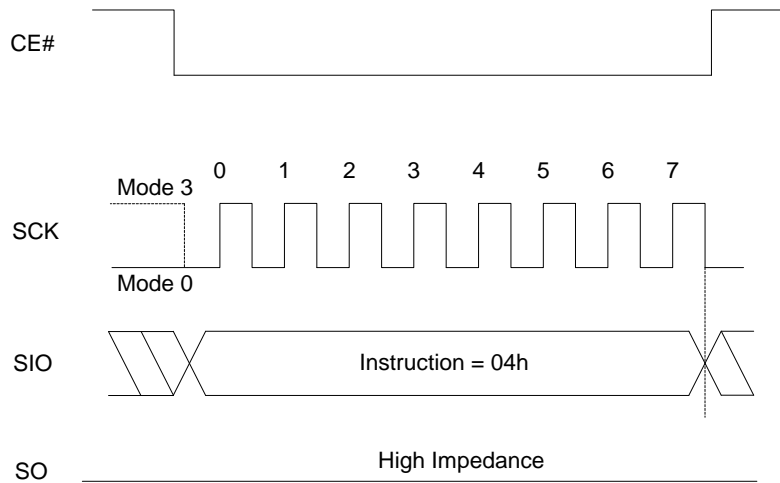 CE#
0 1 2 3 4 5 6 7
Mode 3
SCK
Mode 0
SIO
Instruction = 04h
High Impedance
SO